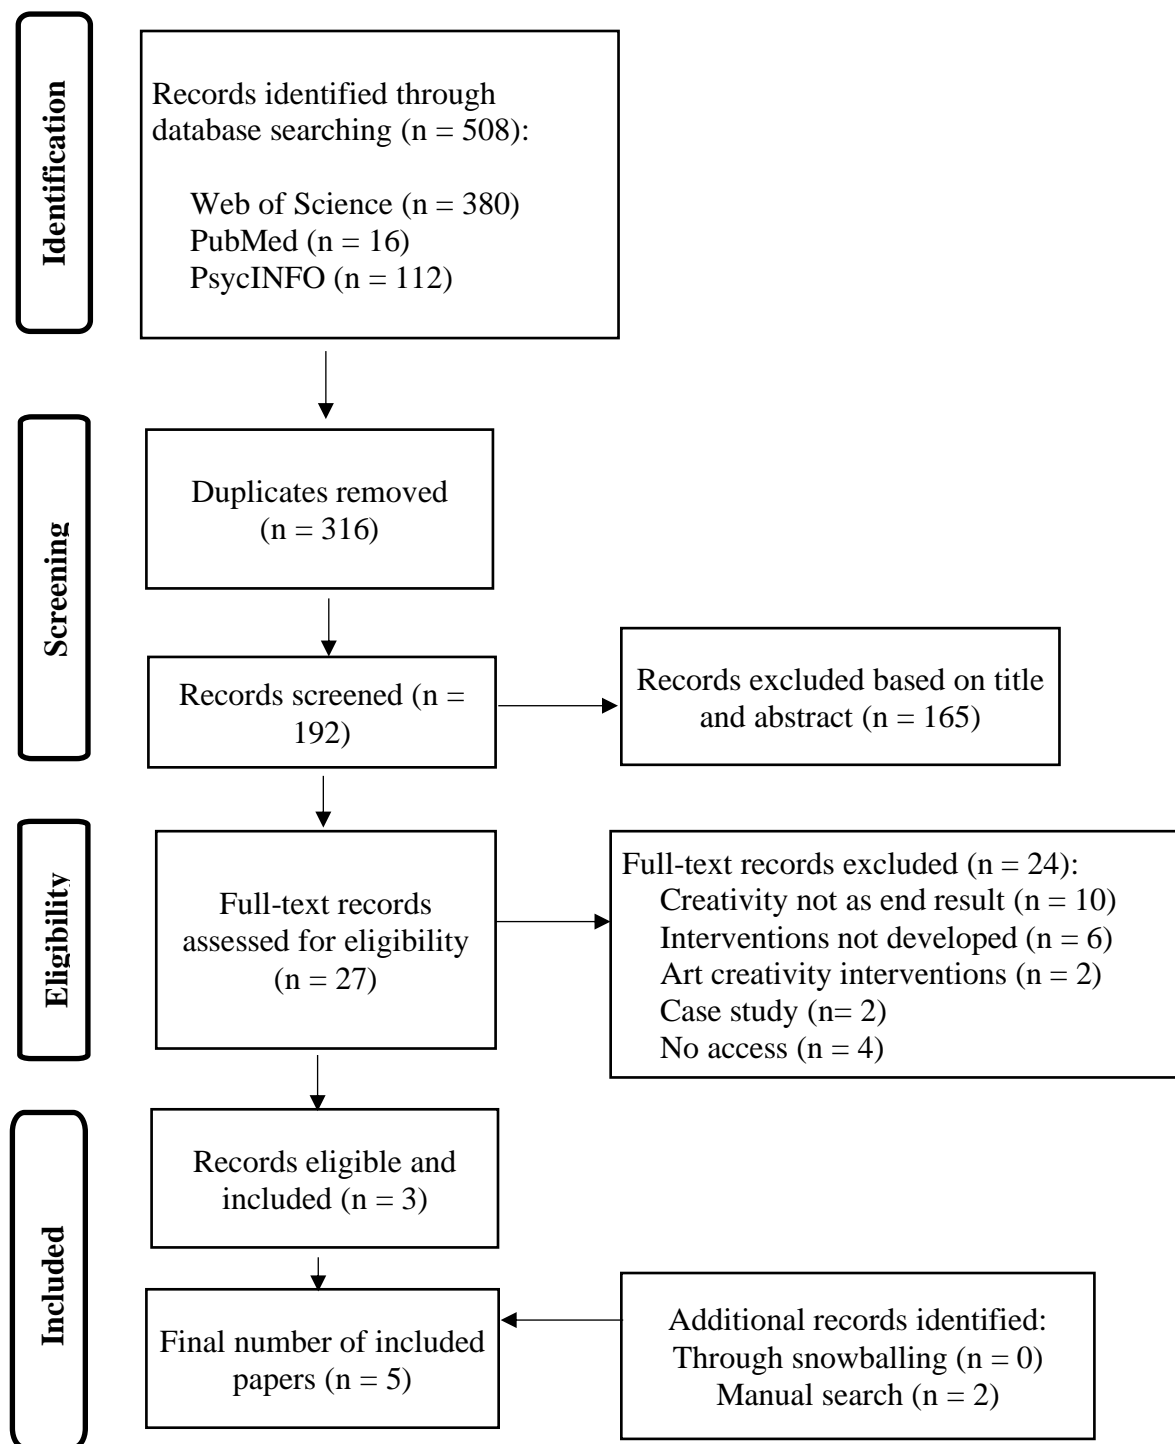 Identification
Records identified through
database searching (n = 508):
Web of Science (n = 380)
PubMed (n = 16)
PsycINFO (n = 112)
Screening
Duplicates removed
(n = 316)
Records screened (n =
192)
Records excluded based on title
and abstract (n = 165)
Eligibility
Full-text records
assessed for eligibility
(n = 27)
Full-text records excluded (n = 24):
Creativity not as end result (n = 10)
Interventions not developed (n = 6)
Art creativity interventions (n = 2)
Case study (n= 2)
No access (n = 4)
Included
Records eligible and
included (n = 3)
Final number of included
papers (n = 5)
Additional records identified:
Through snowballing (n = 0)
Manual search (n = 2)